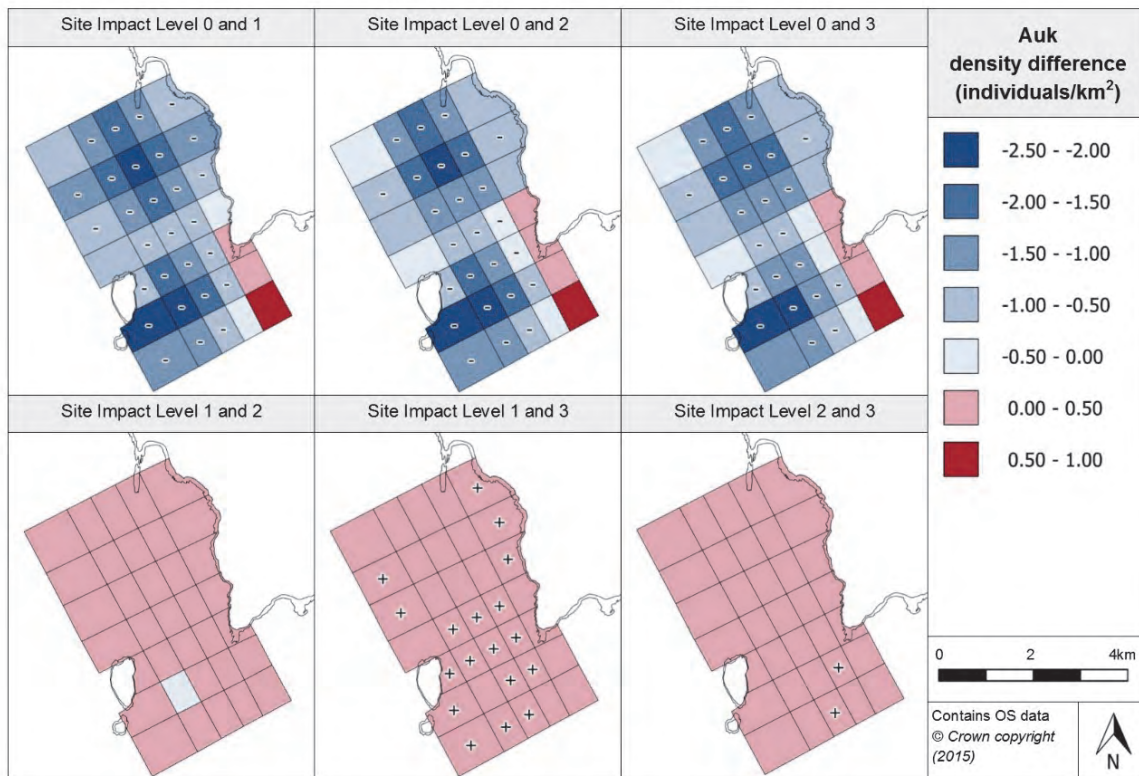 Site Impact Level 0 and 1
Site Impact Level 0 and 2
Site Impact Level 0 and 3
Auk
density difference
(individuals/km²)
-2.50 - -2.00
-2.00 - -1.50
-1.50 - -1.00
-1.00 - -0.50
-0.50 - 0.00
0.00 - 0.50
0.50 - 1.00
Site Impact Level 1 and 2
Site Impact Level 1 and 3
Site Impact Level 2 and 3
0 2 4km
Contains OS data
© Crown copyright
(2015)
N